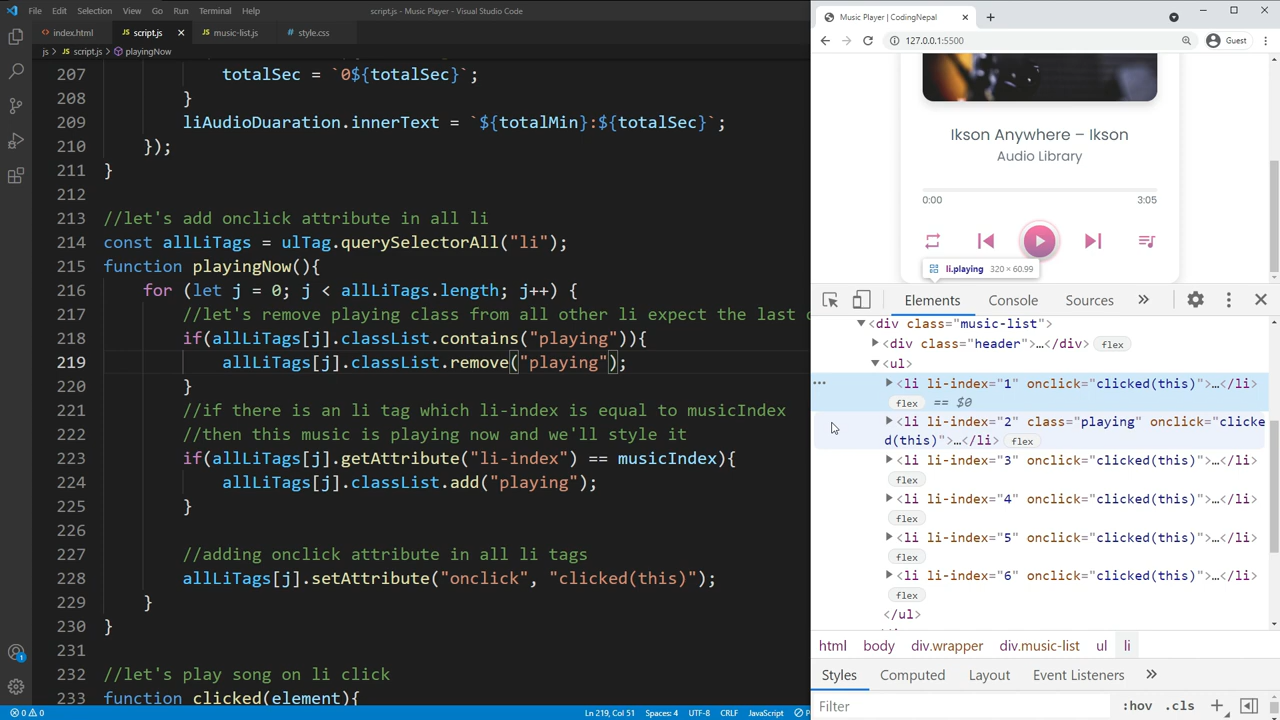 File Edit Selection View Go Run Terminal Help script.js - Visual Studio Code
index.html script.js music-list.js style.css
js > script.js > playingNow
207 totalSec = `0${totalSec}`;
208 }
209 liAudioDuaration.innerText = `${totalMin}:${totalSec}`;
210 });
211 }
212
213 //let's add onclick attribute in all li
214 const allLiTags = ulTag.querySelectorAll("li");
215 function playingNow(){
216 for (let j = 0; j < allLiTags.length; j++) {
217 //let's remove playing class from all other li expect the last o
218 if(allLiTags[j].classList.contains("playing")){
219 allLiTags[j].classList.remove("playing");
220 }
221 //if there is an li tag which li-index is equal to musicIndex
222 //then this music is playing now and we'll style it
223 if(allLiTags[j].getAttribute("li-index") == musicIndex){
224 allLiTags[j].classList.add("playing");
225 }
226
227 //adding onclick attribute in all li tags
228 allLiTags[j].setAttribute("onclick", "clicked(this)");
229 }
230 }
231
232 //let's play song on li click
233 function clicked(element){
0 0 Ln 219, Col 51 Spaces: 4 UTF-8 CRLF JavaScript
Music Player | CodingNepal
127.0.0.1:5500 Guest
Ikson Anywhere – Ikson
Audio Library
0:00 3:05
li.playing 320 × 60.99
Elements Console Sources »
<div class="music-list">
<div class="header">…</div> flex
<ul>
… <li li-index="1" onclick="clicked(this)">…</li>
flex == $0
<li li-index="2" class="playing" onclick="clicke
d(this)">…</li> flex
<li li-index="3" onclick="clicked(this)">…</li>
flex
<li li-index="4" onclick="clicked(this)">…</li>
flex
<li li-index="5" onclick="clicked(this)">…</li>
flex
<li li-index="6" onclick="clicked(this)">…</li>
flex
</ul>
html body div.wrapper div.music-list ul li
Styles Computed Layout Event Listeners »
Filter :hov .cls +